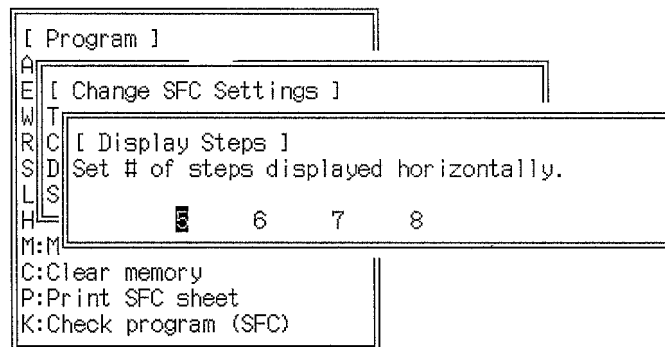 [ Program ]
A
E [ Change SFC Settings ]
W T
R C [ Display Steps ]
S D Set # of steps displayed horizontally.
L S
H 5 6 7 8
M:M
C:Clear memory
P:Print SFC sheet
K:Check program (SFC)